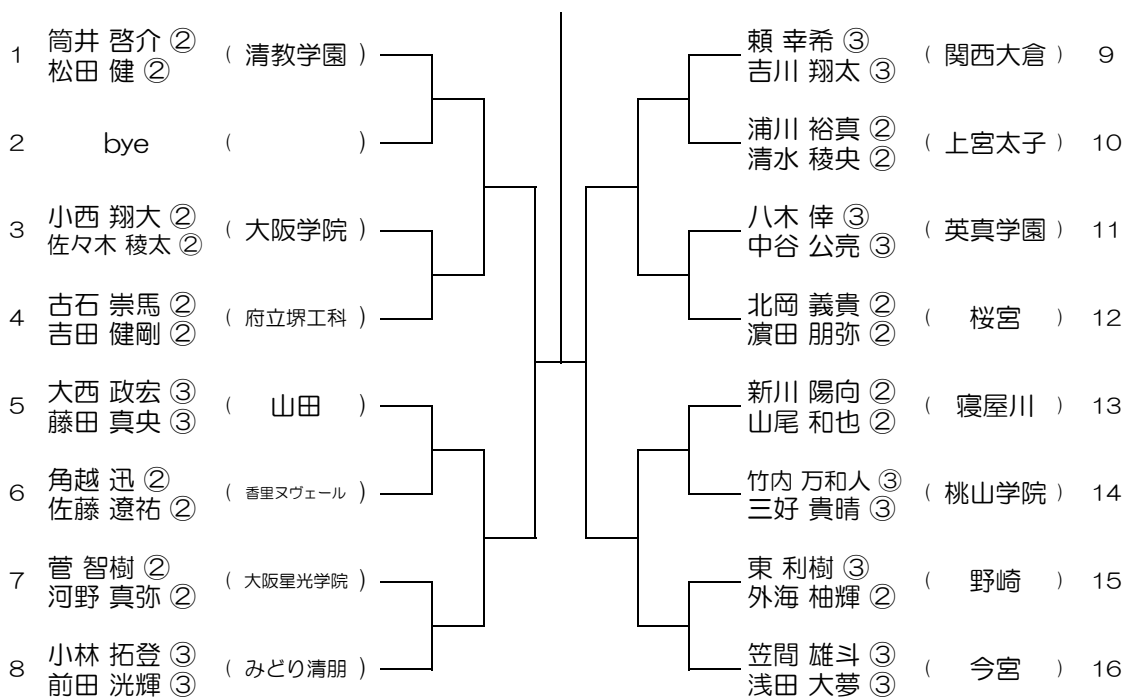 1 筒井 啓介 ② ( 清教学園 )
松田 健 ②
2 bye ( )
3 小西 翔大 ② ( 大阪学院 )
佐々木 稜太 ②
4 古石 崇馬 ② ( 府立堺工科 )
吉田 健剛 ②
5 大西 政宏 ③ ( 山田 )
藤田 真央 ③
6 角越 迅 ② ( 香里ヌヴェール )
佐藤 遼祐 ②
7 菅 智樹 ② ( 大阪星光学院 )
河野 真弥 ②
8 小林 拓登 ③ ( みどり清朋 )
前田 洸輝 ③
頼 幸希 ③ ( 関西大倉 ) 9
吉川 翔太 ③
浦川 裕真 ② ( 上宮太子 ) 10
清水 稜央 ②
八木 倖 ③ ( 英真学園 ) 11
中谷 公亮 ③
北岡 義貴 ② ( 桜宮 ) 12
濵田 朋弥 ②
新川 陽向 ② ( 寝屋川 ) 13
山尾 和也 ②
竹内 万和人 ③ ( 桃山学院 ) 14
三好 貴晴 ③
東 利樹 ③ ( 野崎 ) 15
外海 柚輝 ②
笠間 雄斗 ③ ( 今宮 ) 16
浅田 大夢 ③